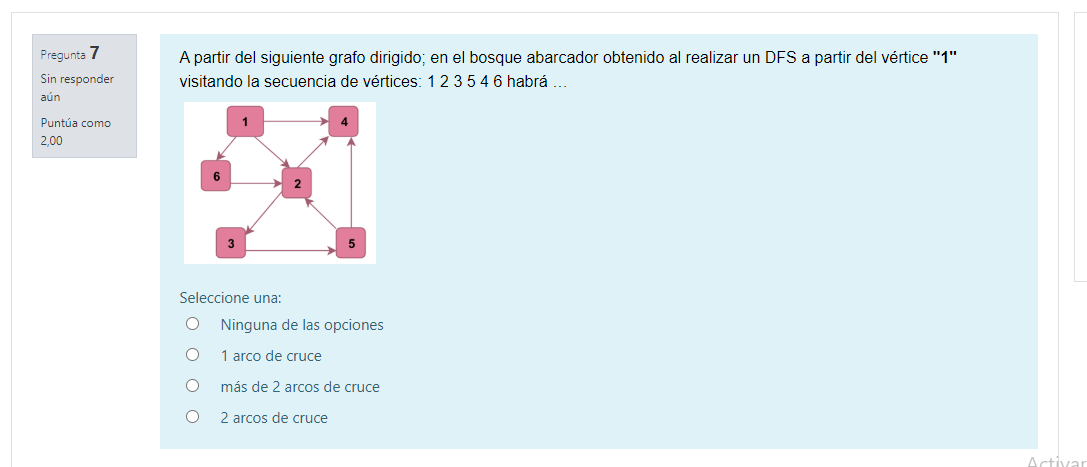 Pregunta 7
Sin responder
aún
Puntúa como
2,00
A partir del siguiente grafo dirigido; en el bosque abarcador obtenido al realizar un DFS a partir del vértice "1"
visitando la secuencia de vértices: 1 2 3 5 4 6 habrá ...
1
4
6
2
3
5
Seleccione una:
Ninguna de las opciones
1 arco de cruce
más de 2 arcos de cruce
2 arcos de cruce